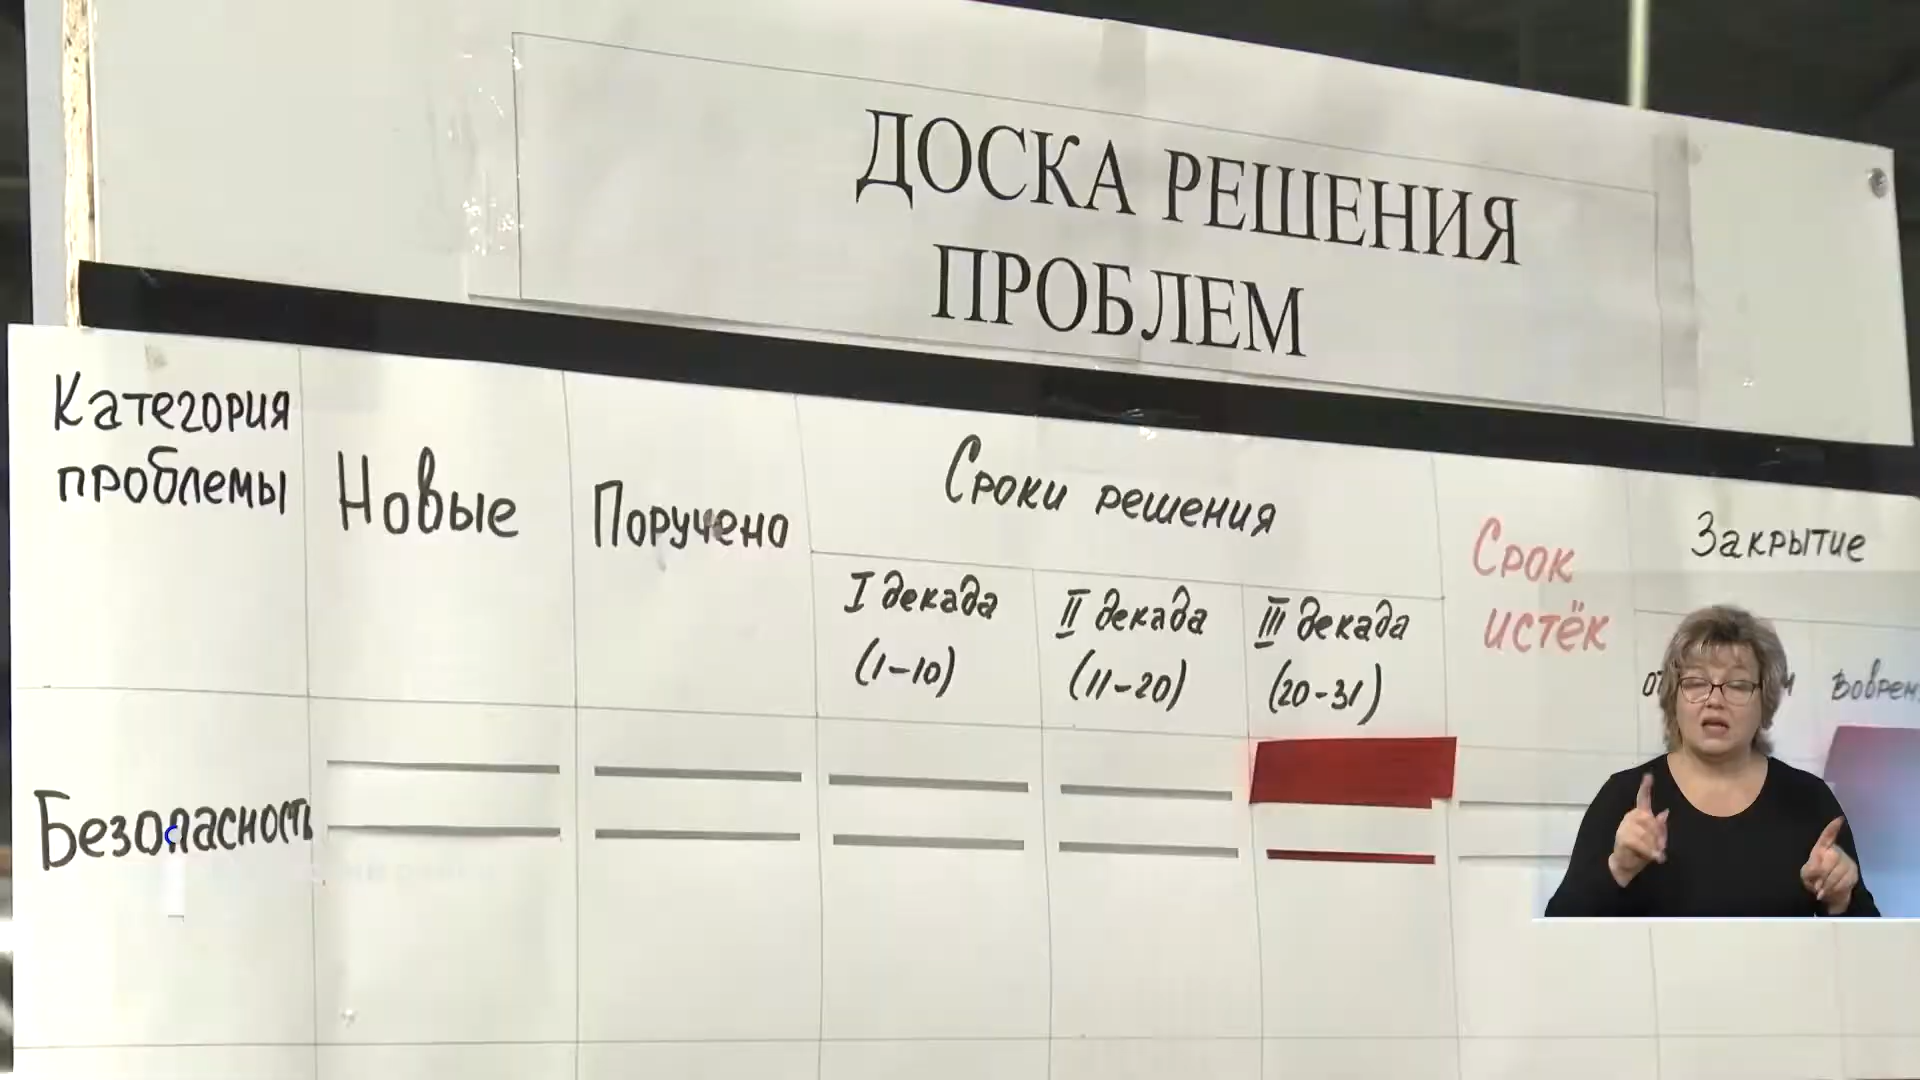 ДОСКА РЕШЕНИЯ
ПРОБЛЕМ
Категория
проблемы
Новые
Поручено
Сроки решения
I декада
(1-10)
II декада
(11-20)
III декада
(20-31)
Срок
истёк
Закрытие
Безопасность